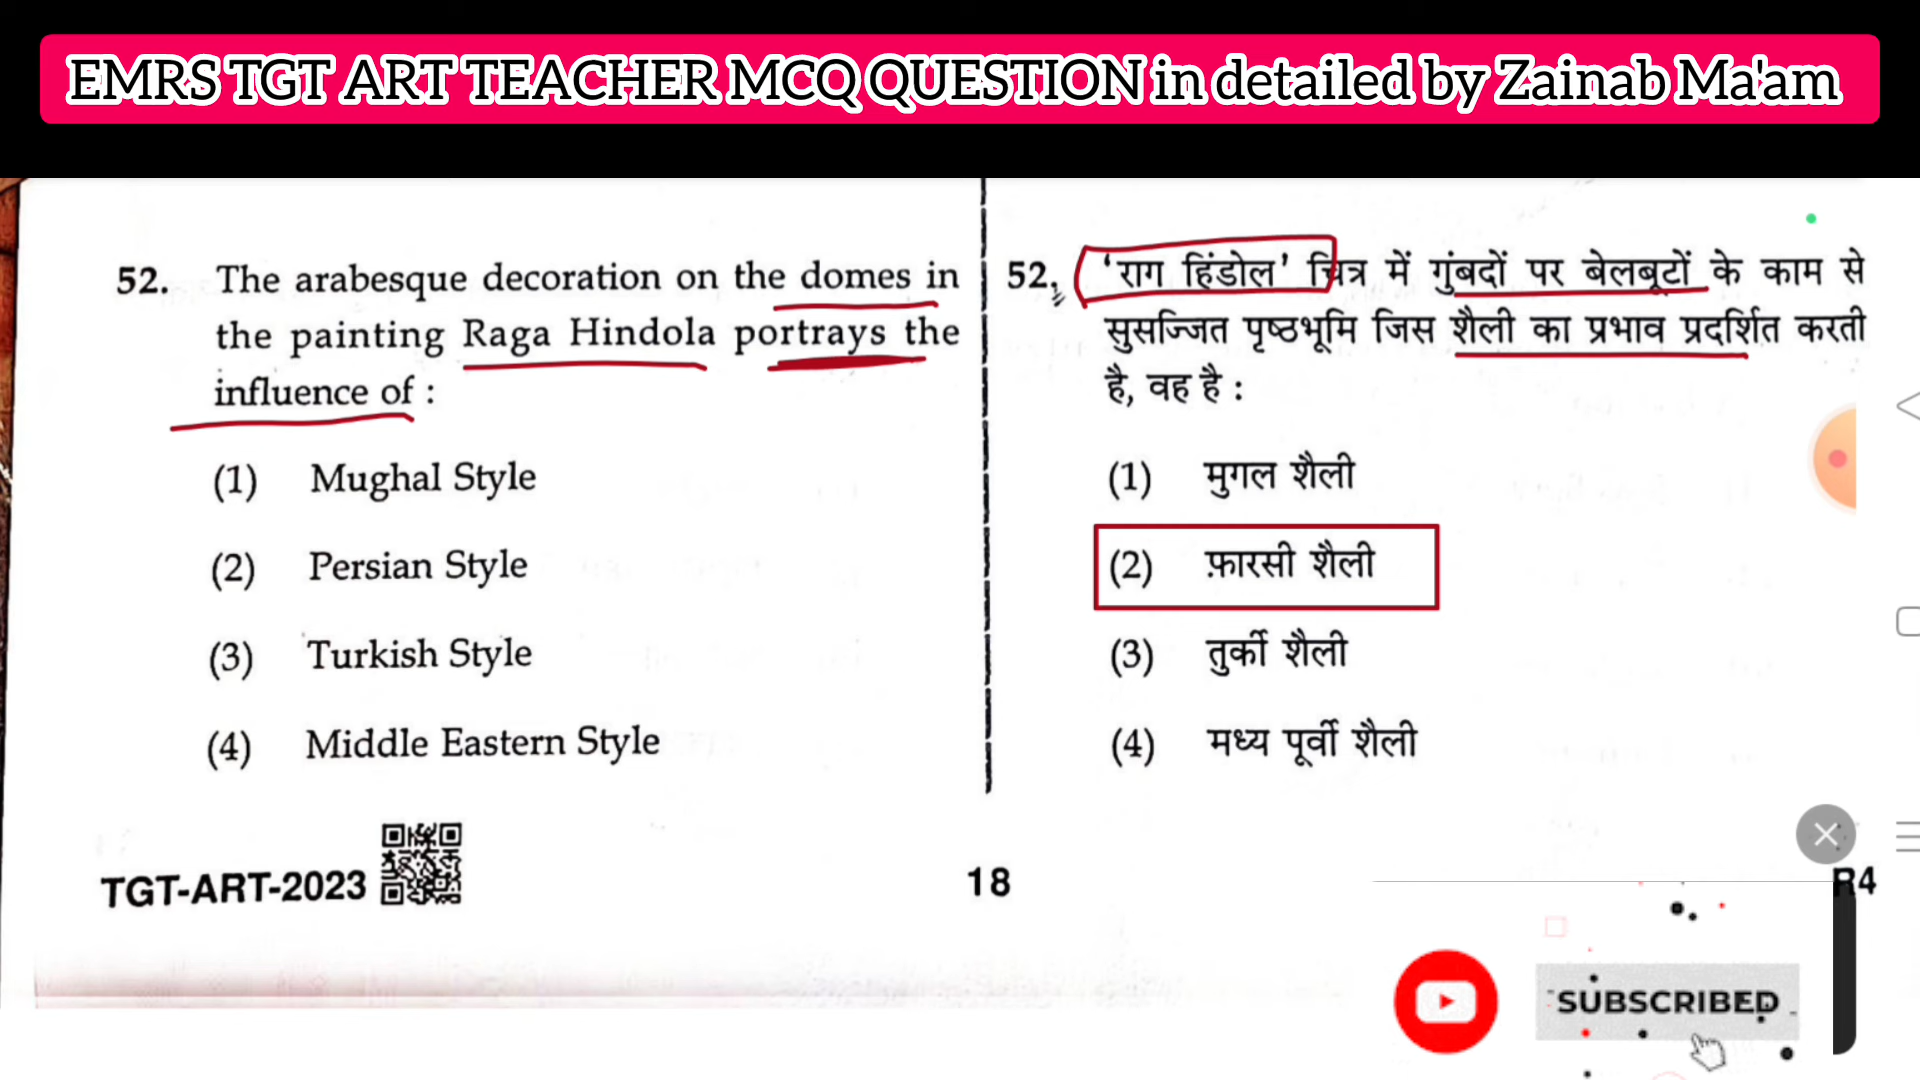 EMRS TGT ART TEACHER MCQ QUESTION in detailed by Zainab Ma'am
52. The arabesque decoration on the domes in
the painting Raga Hindola portrays the
influence of :
(1) Mughal Style
(2) Persian Style
(3) Turkish Style
(4) Middle Eastern Style
52. 'राग हिंडोल' चित्र में गुंबदों पर बेलबूटों के काम से
सुसज्जित पृष्ठभूमि जिस शैली का प्रभाव प्रदर्शित करती
है, वह है :
(1) मुगल शैली
(2) फ़ारसी शैली
(3) तुर्की शैली
(4) मध्य पूर्वी शैली
TGT-ART-2023
18
R4
SUBSCRIBED